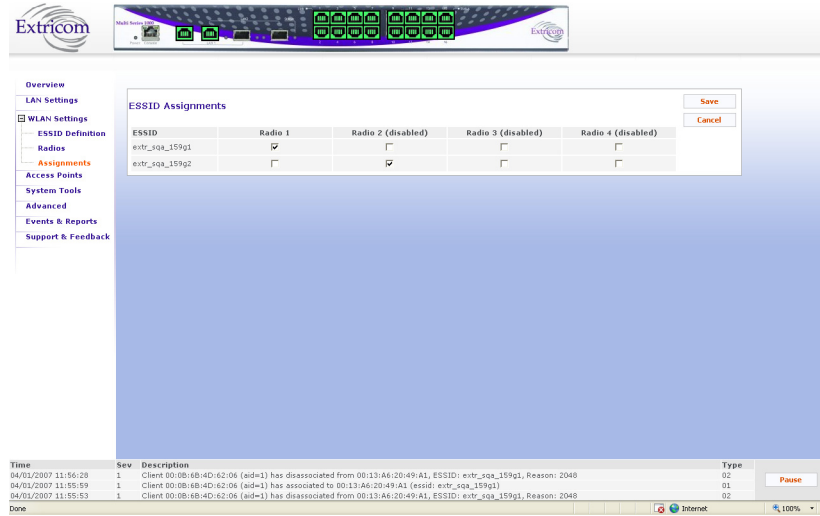 Extricom
Multi Series 1000
Extricom
Overview
LAN Settings
WLAN Settings
ESSID Definition
Radios
Assignments
Access Points
System Tools
Advanced
Events & Reports
Support & Feedback
ESSID Assignments
Save
Cancel
ESSID Radio 1 Radio 2 (disabled) Radio 3 (disabled) Radio 4 (disabled)
extr_sqa_159g1
extr_sqa_159g2
Time Sev Description Type
04/01/2007 11:56:28 1 Client 00:0B:6B:4D:62:06 (aid=1) has disassociated from 00:13:A6:20:49:A1, ESSID: extr_sqa_159g1, Reason: 2048 02
04/01/2007 11:55:59 1 Client 00:0B:6B:4D:62:06 (aid=1) has associated to 00:13:A6:20:49:A1 (essid: extr_sqa_159g1) 01
04/01/2007 11:55:53 1 Client 00:0B:6B:4D:62:06 (aid=1) has disassociated from 00:13:A6:20:49:A1, ESSID: extr_sqa_159g1, Reason: 2048 02
Pause
Done Internet 100%